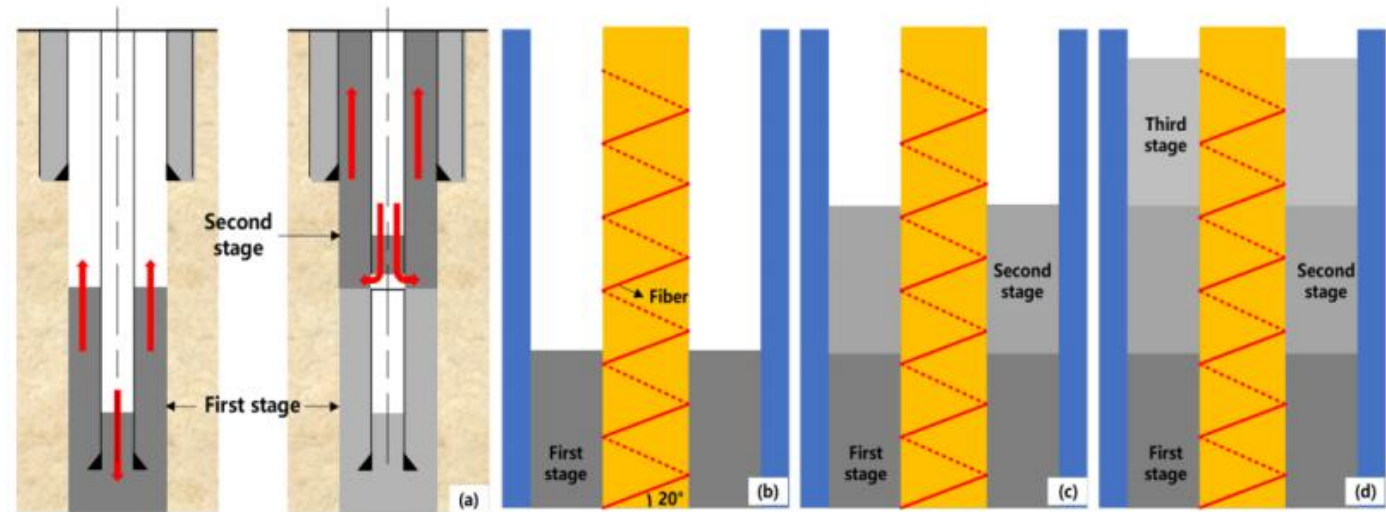 Second
stage
First stage
(a)
Fiber
First
stage
20°
(b)
Second
stage
First
stage
(c)
Third
stage
Second
stage
First
stage
(d)